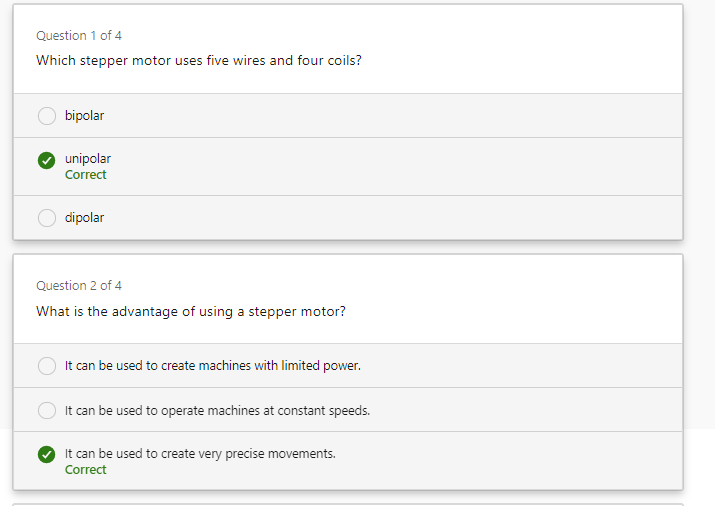 Question 1 of 4
Which stepper motor uses five wires and four coils?
bipolar
unipolar
Correct
dipolar
Question 2 of 4
What is the advantage of using a stepper motor?
It can be used to create machines with limited power.
It can be used to operate machines at constant speeds.
It can be used to create very precise movements.
Correct